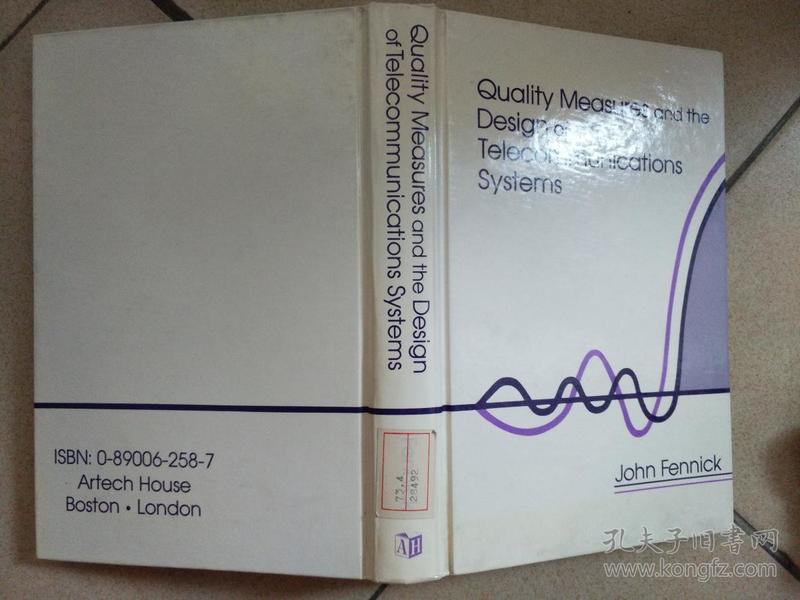 Quality Measures and the
Design of
Telecommunications
Systems
John Fennick
Quality Measures and the Design
of Telecommunications Systems
73.4
28492
AH
ISBN: 0-89006-258-7
Artech House
Boston • London
孔夫子旧书网
www.kongfz.com